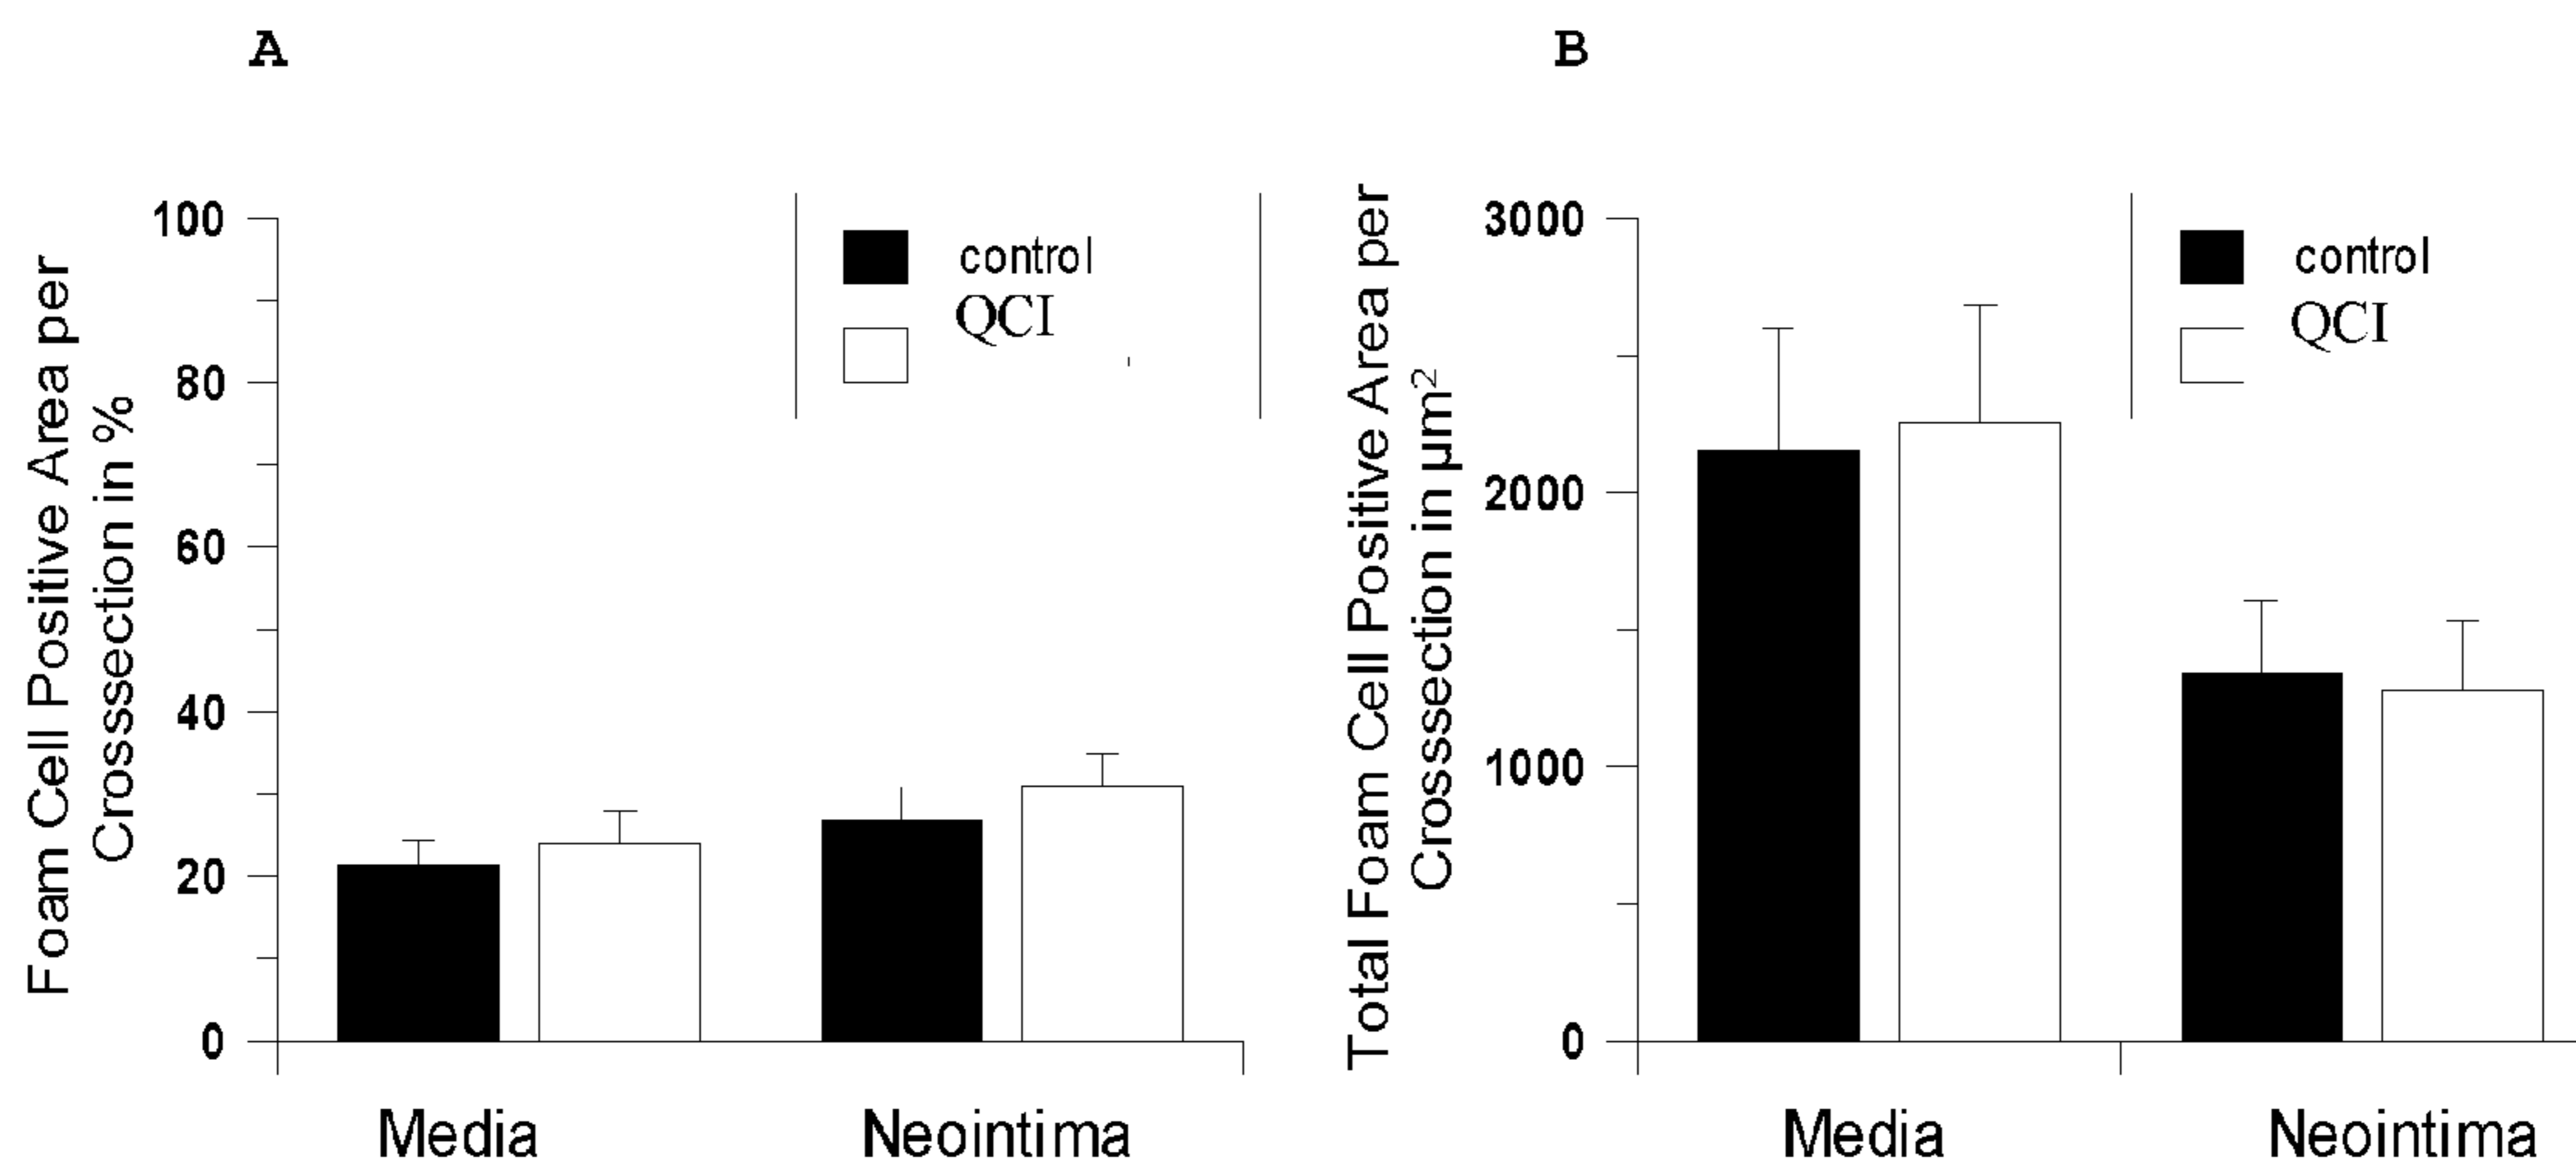 A
Foam Cell Positive Area per
Crosssection in %
100
80
60
40
20
0
control
QCI
Media
Neointima
B
Total Foam Cell Positive Area per
Crosssection in µm²
3000
2000
1000
0
control
QCI
Media
Neointima